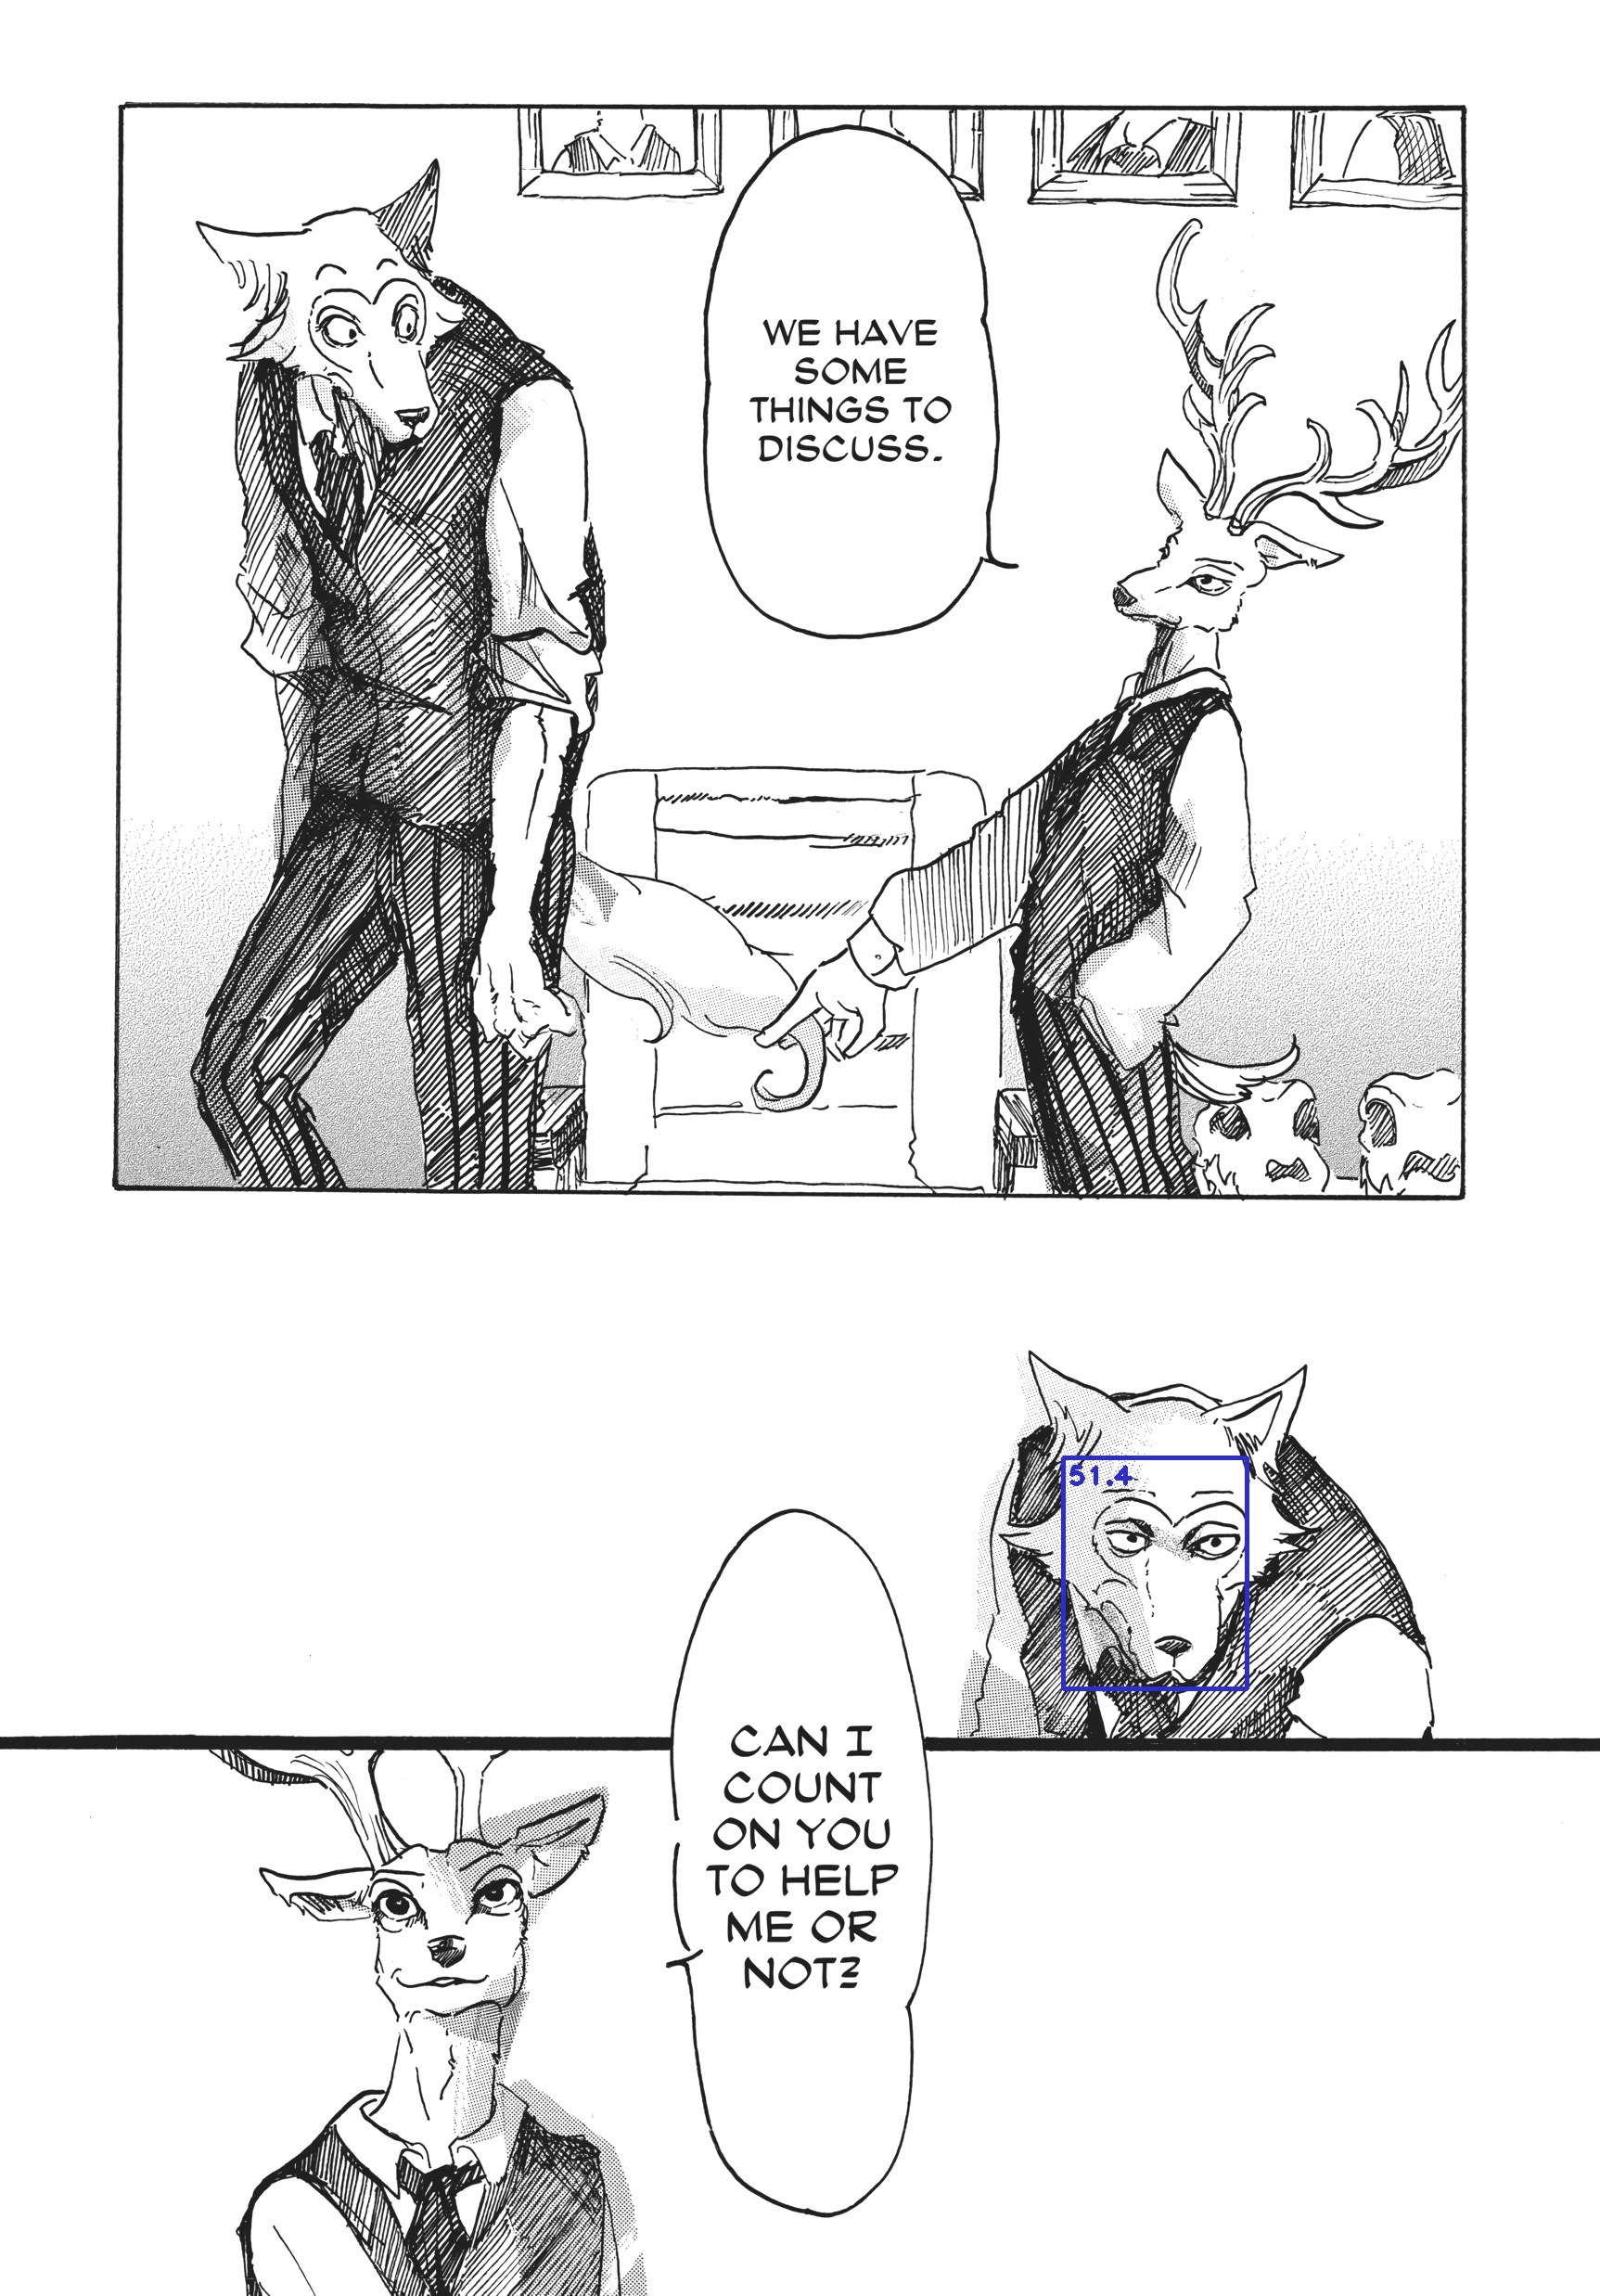 WE HAVE
SOME
THINGS TO
DISCUSS.
51.4
CAN I
COUNT
ON YOU
TO HELP
ME OR
NOT?